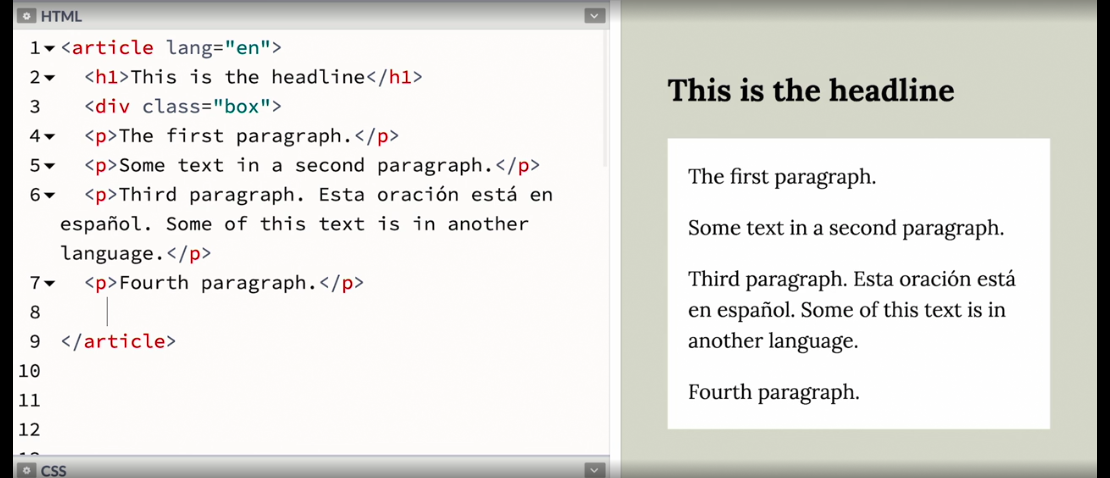 HTML
1 <article lang="en">
2 <h1>This is the headline</h1>
3 <div class="box">
4 <p>The first paragraph.</p>
5 <p>Some text in a second paragraph.</p>
6 <p>Third paragraph. Esta oración está en
español. Some of this text is in another
language.</p>
7 <p>Fourth paragraph.</p>
8
9 </article>
10
11
12
CSS
This is the headline
The first paragraph.
Some text in a second paragraph.
Third paragraph. Esta oración está
en español. Some of this text is in
another language.
Fourth paragraph.